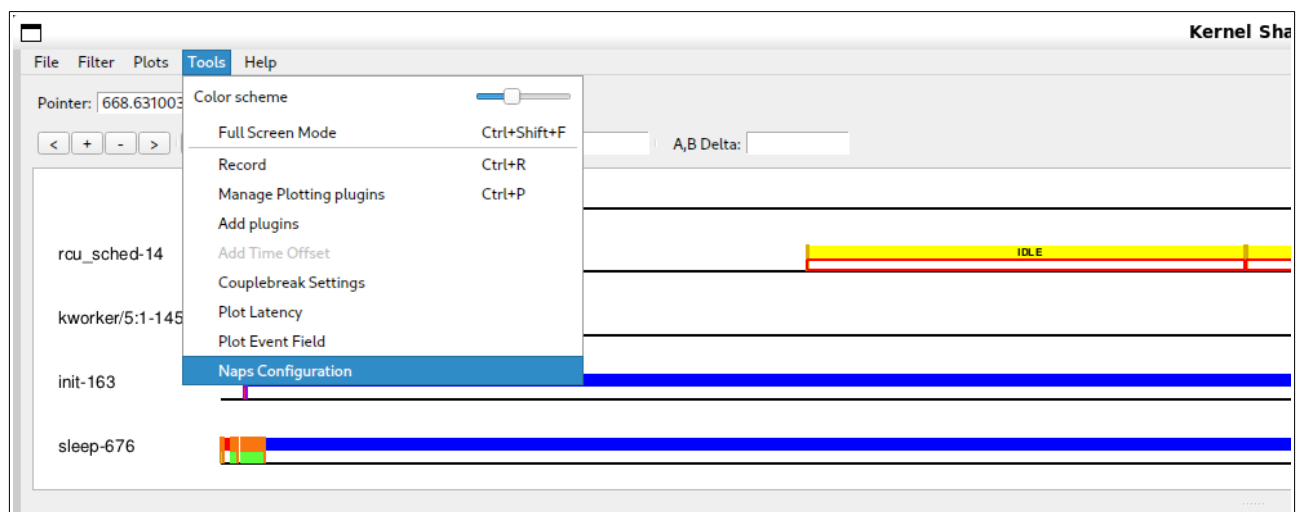 Kernel Sha
File Filter Plots Tools Help
Pointer: 668.631003
Color scheme
Full Screen Mode Ctrl+Shift+F
< + - > A,B Delta:
Record Ctrl+R
Manage Plotting plugins Ctrl+P
Add plugins
rcu_sched-14 Add Time Offset IDLE
Couplebreak Settings
kworker/5:1-145 Plot Latency
Plot Event Field
init-163 Naps Configuration
sleep-676